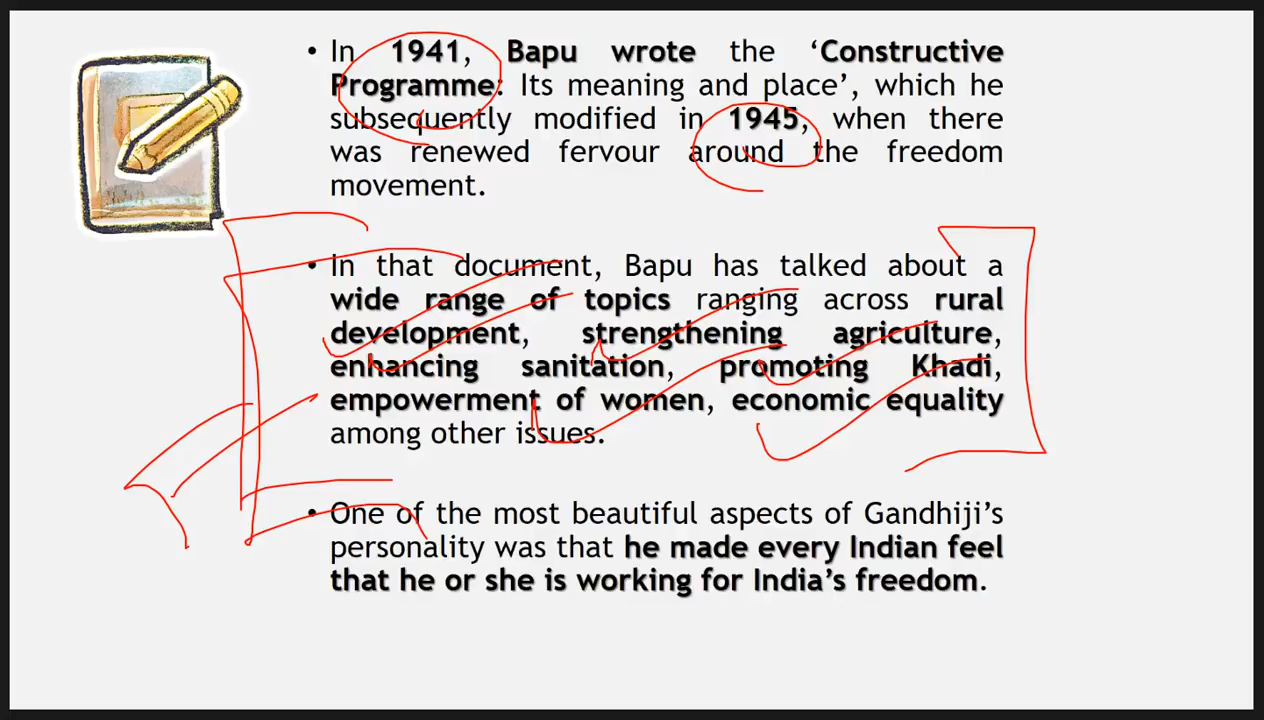 • In 1941, Bapu wrote the ‘Constructive
Programme: Its meaning and place’, which he
subsequently modified in 1945, when there
was renewed fervour around the freedom
movement.
• In that document, Bapu has talked about a
wide range of topics ranging across rural
development, strengthening agriculture,
enhancing sanitation, promoting Khadi,
empowerment of women, economic equality
among other issues.
• One of the most beautiful aspects of Gandhiji’s
personality was that he made every Indian feel
that he or she is working for India’s freedom.